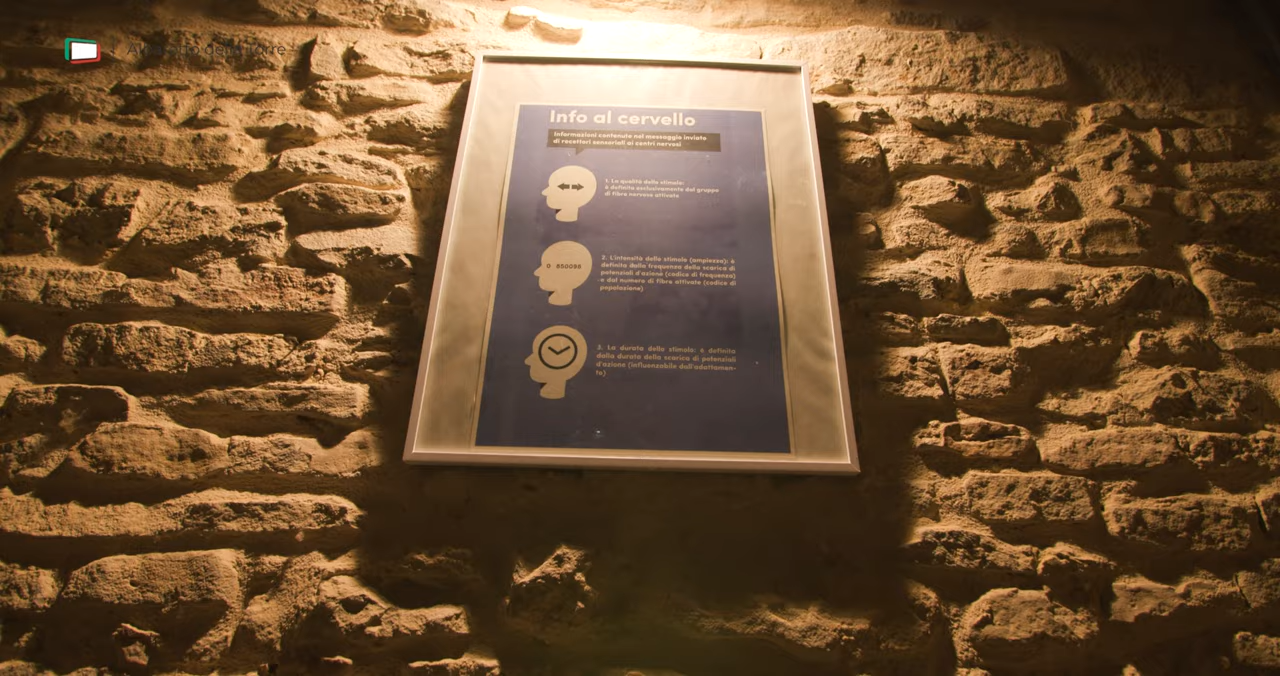 Info al cervello
Informazioni contenute nel messaggio inviato
di recettori sensoriali ai centri nervosi
1. La qualità dello stimolo:
è definita esclusivamente dal gruppo
di fibre nervose attivate
D 850099
2. L'intensità dello stimolo (ampiezza): è
definita dalla frequenza della scarica di
potenziali d'azione (codice di frequenza)
e dal numero di fibre attivate (codice di
popolazione)
3. La durata dello stimolo: è definita
dalla durata della scarica di potenziali
d'azione (influenzabile dall'adattamen-
to)